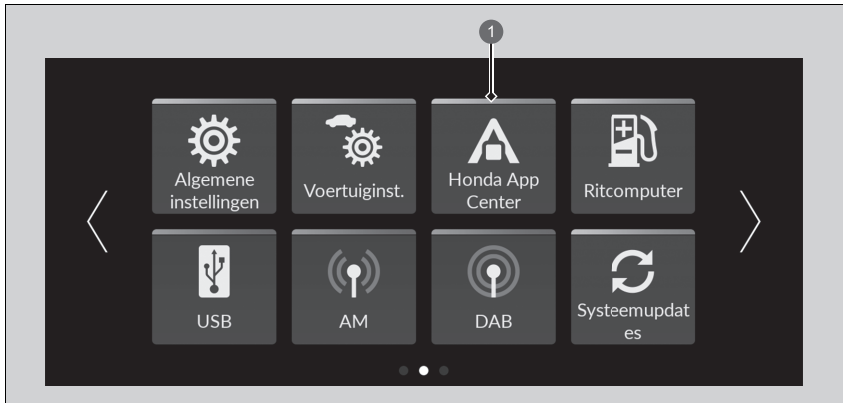 1
Algemene
instellingen
Voertuiginst.
Honda App
Center
Ritcomputer
USB
AM
DAB
Systeemupdat
es